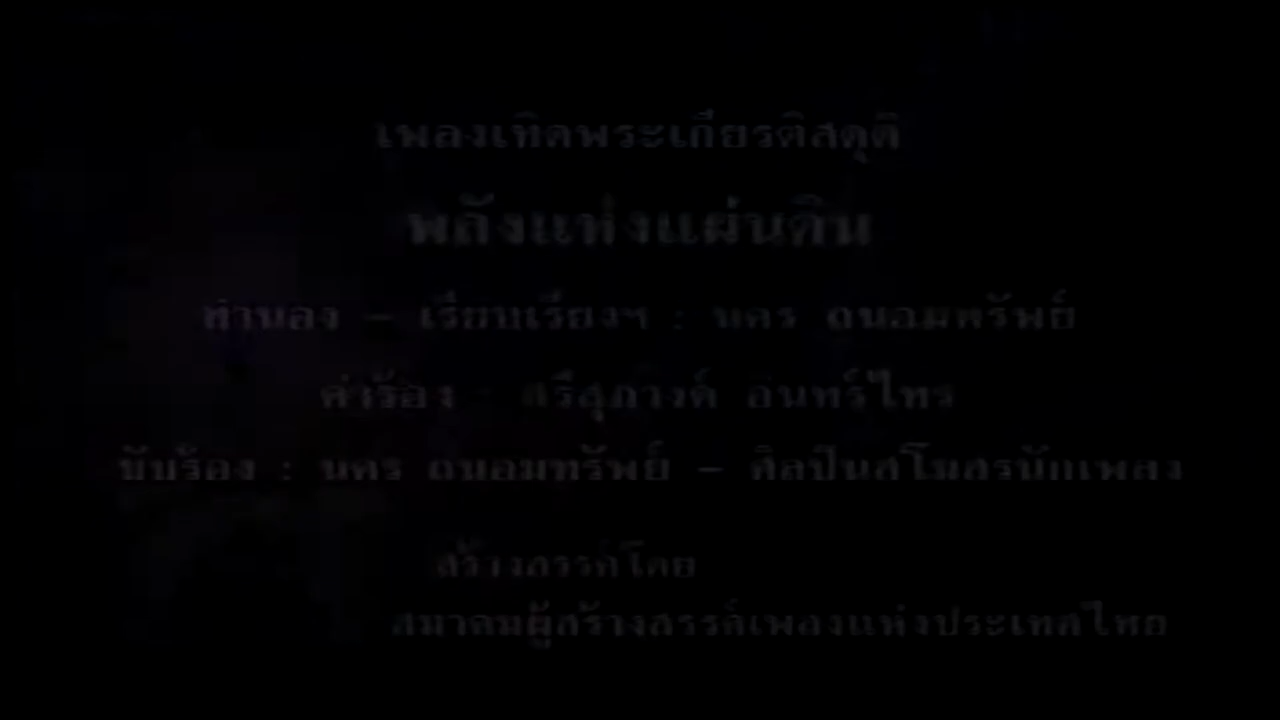 เพลงเทิดพระเกียรติสดุดี
พลังแห่งแผ่นดิน
ทำนอง - เรียบเรียงฯ : นคร ถนอมทรัพย์
คำร้อง - ศรีสุภางค์ อินทร์ไทร
ขับร้อง : นคร ถนอมทรัพย์ - ศิลปินสโมสรนักเพลง
สร้างสรรค์โดย
สมาคมผู้สร้างสรรค์เพลงแห่งประเทศไทย